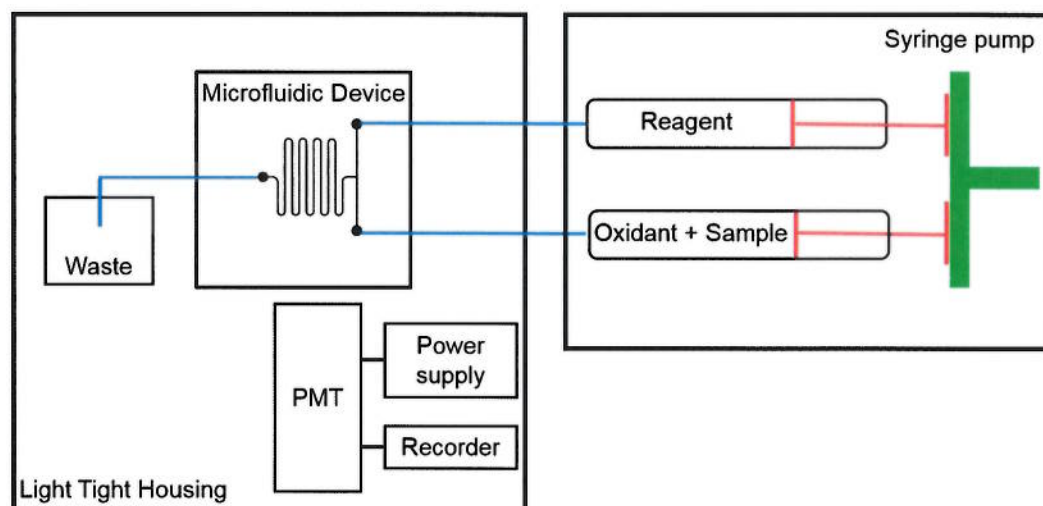 Syringe pump
Microfluidic Device
Reagent
Oxidant + Sample
Waste
Power
supply
PMT
Recorder
Light Tight Housing